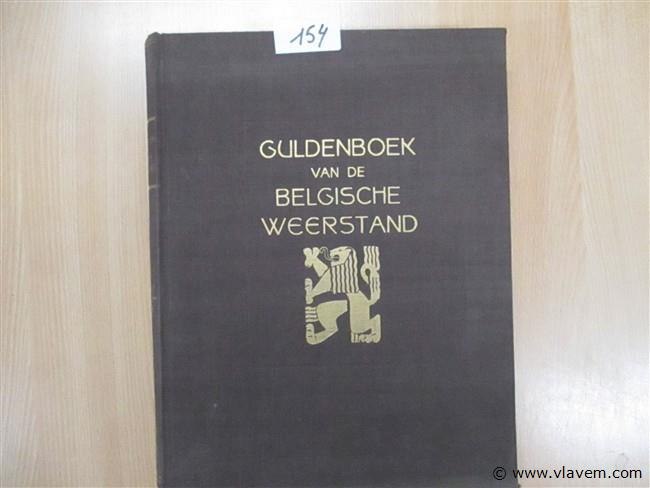 154
GULDENBOEK
VAN DE
BELGISCHE
WEERSTAND
© www.vlavem.com